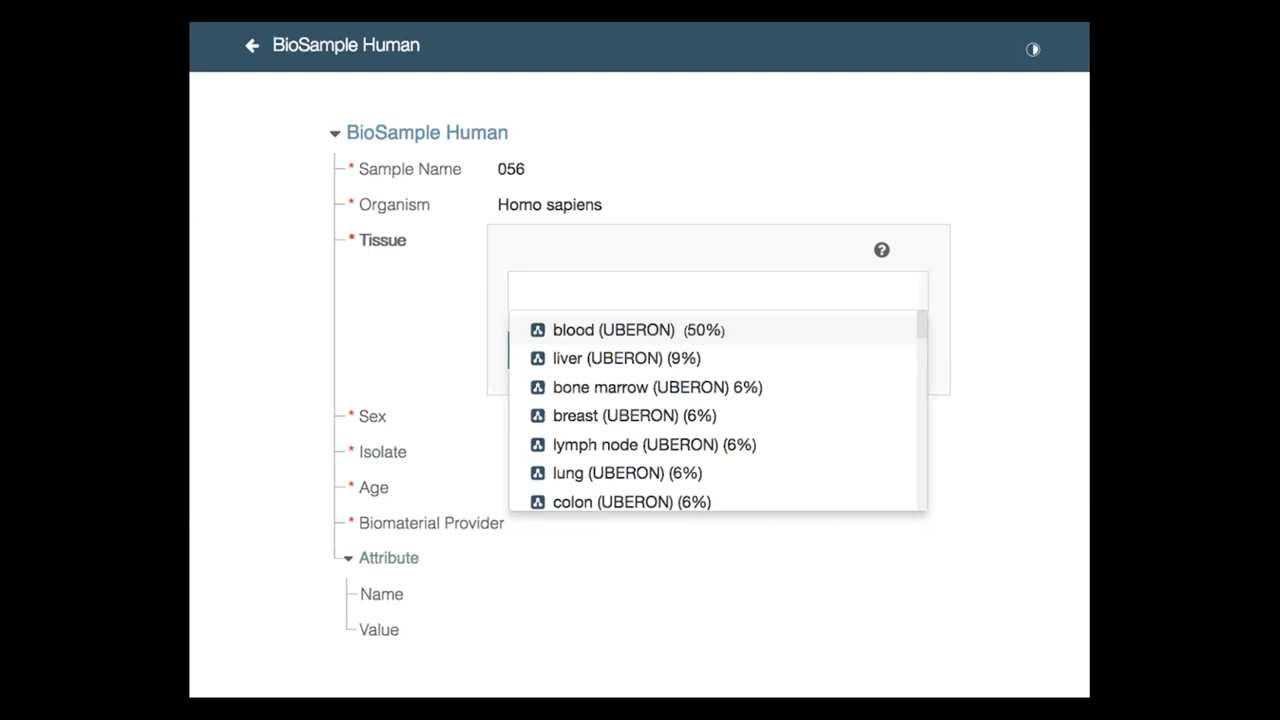 BioSample Human
BioSample Human
* Sample Name 056
* Organism Homo sapiens
* Tissue
?
blood (UBERON) (50%)
liver (UBERON) (9%)
bone marrow (UBERON) 6%)
breast (UBERON) (6%)
lymph node (UBERON) (6%)
lung (UBERON) (6%)
colon (UBERON) (6%)
* Sex
* Isolate
* Age
* Biomaterial Provider
Attribute
Name
Value